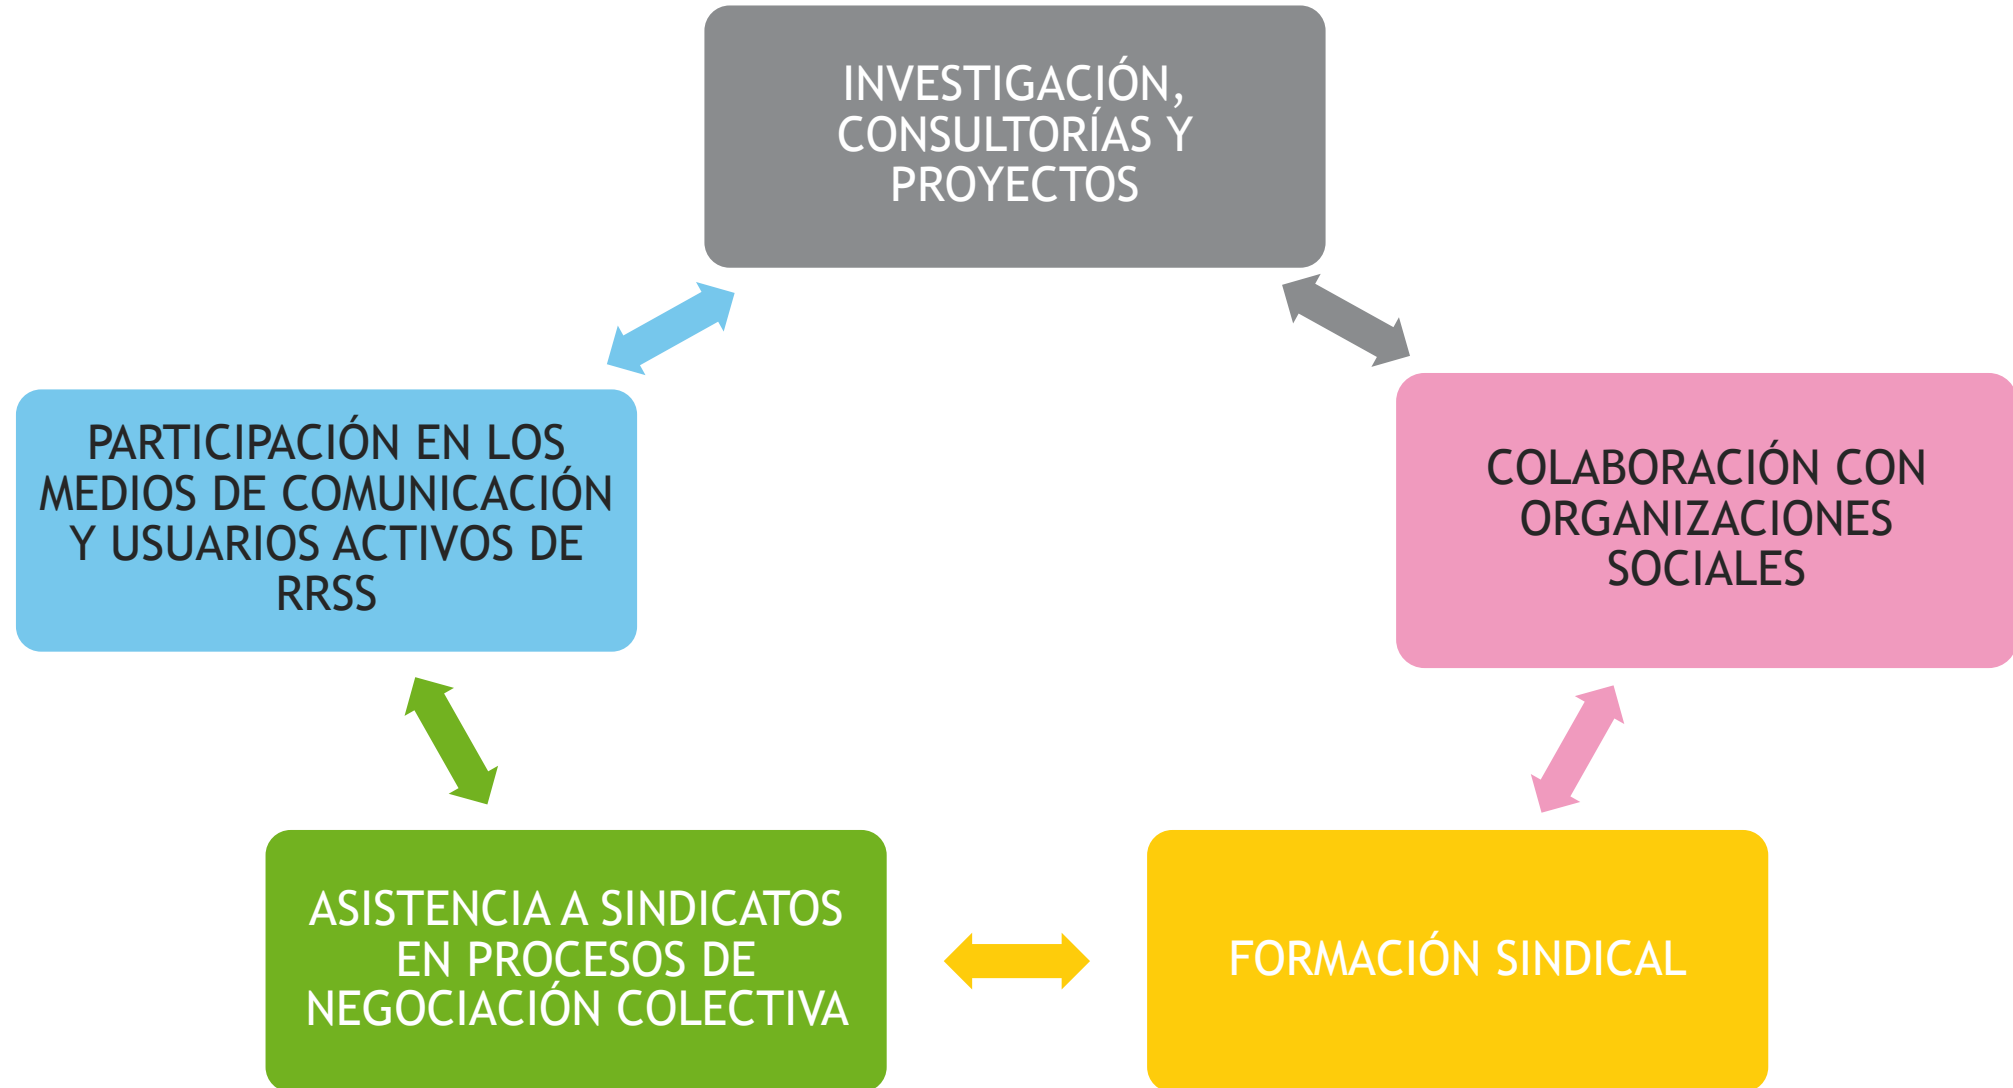 INVESTIGACIÓN,
CONSULTORÍAS Y
PROYECTOS
PARTICIPACIÓN EN LOS
MEDIOS DE COMUNICACIÓN
Y USUARIOS ACTIVOS DE
RRSS
COLABORACIÓN CON
ORGANIZACIONES
SOCIALES
ASISTENCIA A SINDICATOS
EN PROCESOS DE
NEGOCIACIÓN COLECTIVA
FORMACIÓN SINDICAL